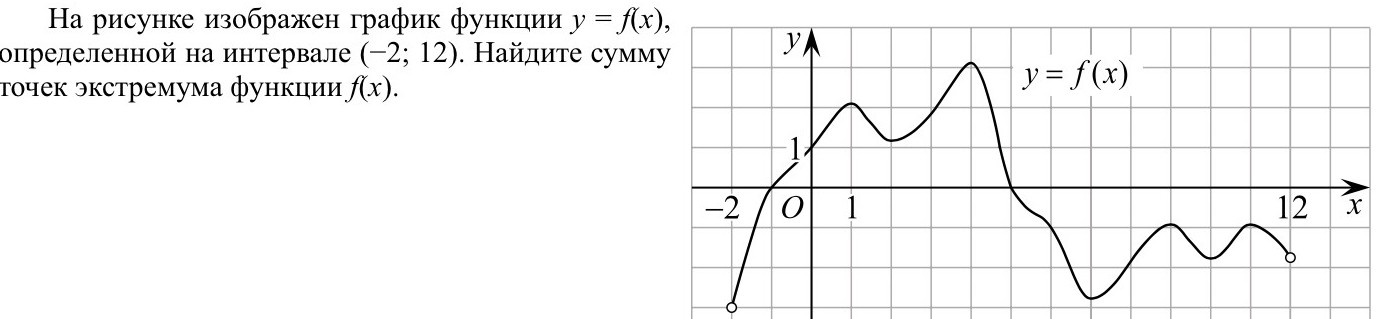 На рисунке изображен график функции y = f(x),
определенной на интервале (−2; 12). Найдите сумму
точек экстремума функции f(x).
y
y = f(x)
1
−2
O
1
12
x